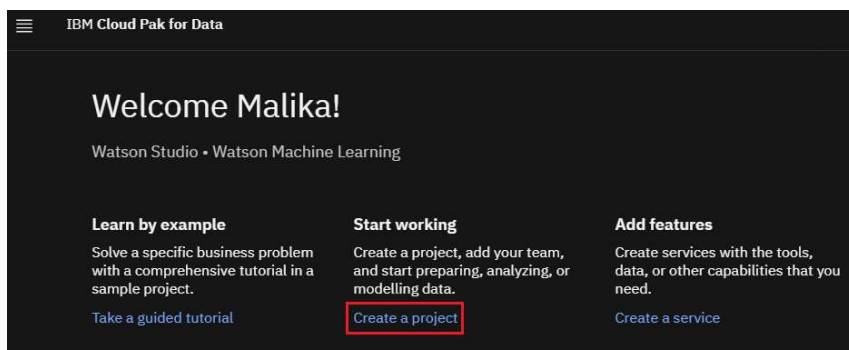 IBM Cloud Pak for Data
Welcome Malika!
Watson Studio • Watson Machine Learning
Learn by example
Solve a specific business problem
with a comprehensive tutorial in a
sample project.
Take a guided tutorial
Start working
Create a project, add your team,
and start preparing, analyzing, or
modelling data.
Create a project
Add features
Create services with the tools,
data, or other capabilities that you
need.
Create a service